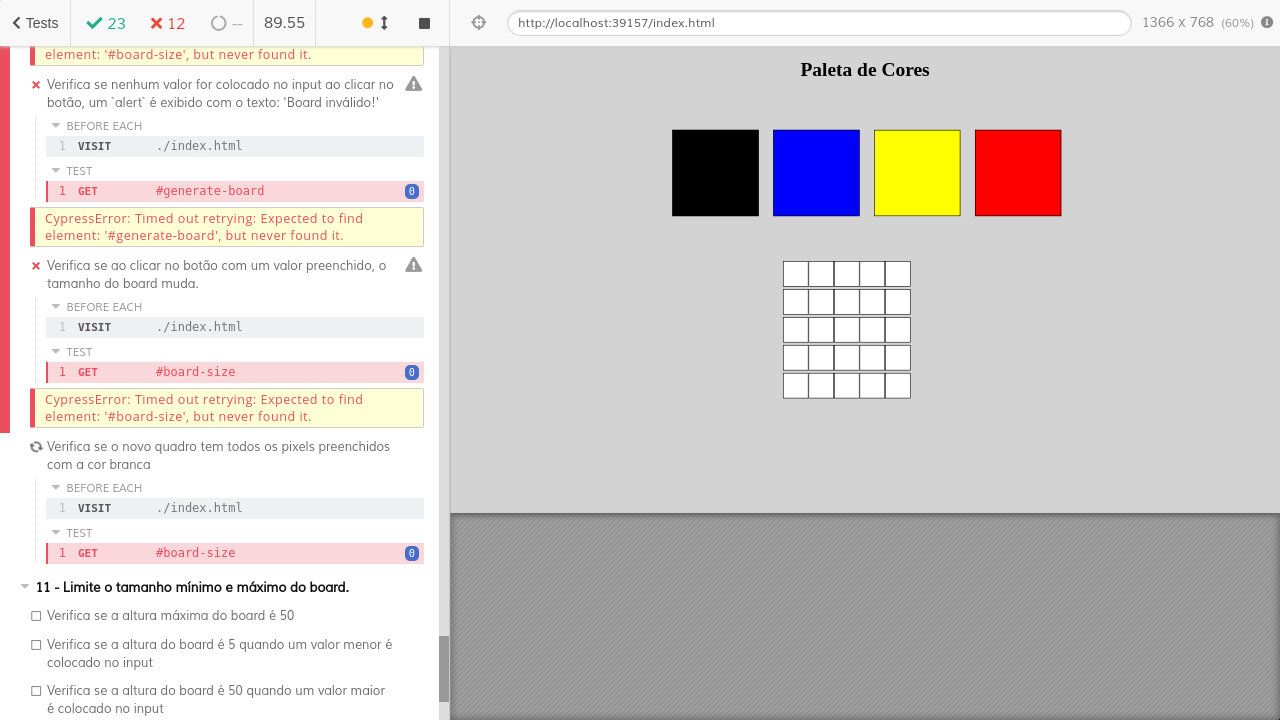 Tests
23
12
--
89.55
http://localhost:39157/index.html
1366 x 768 (60%)
element: '#board-size', but never found it.
Verifica se nenhum valor for colocado no input ao clicar no
botão, um `alert` é exibido com o texto: 'Board inválido!'
BEFORE EACH
1 VISIT ./index.html
TEST
1 GET #generate-board 0
CypressError: Timed out retrying: Expected to find
element: '#generate-board', but never found it.
Verifica se ao clicar no botão com um valor preenchido, o
tamanho do board muda.
BEFORE EACH
1 VISIT ./index.html
TEST
1 GET #board-size 0
CypressError: Timed out retrying: Expected to find
element: '#board-size', but never found it.
Verifica se o novo quadro tem todos os pixels preenchidos
com a cor branca
BEFORE EACH
1 VISIT ./index.html
TEST
1 GET #board-size 0
11 - Limite o tamanho mínimo e máximo do board.
Verifica se a altura máxima do board é 50
Verifica se a altura do board é 5 quando um valor menor é
colocado no input
Verifica se a altura do board é 50 quando um valor maior
é colocado no input
Paleta de Cores